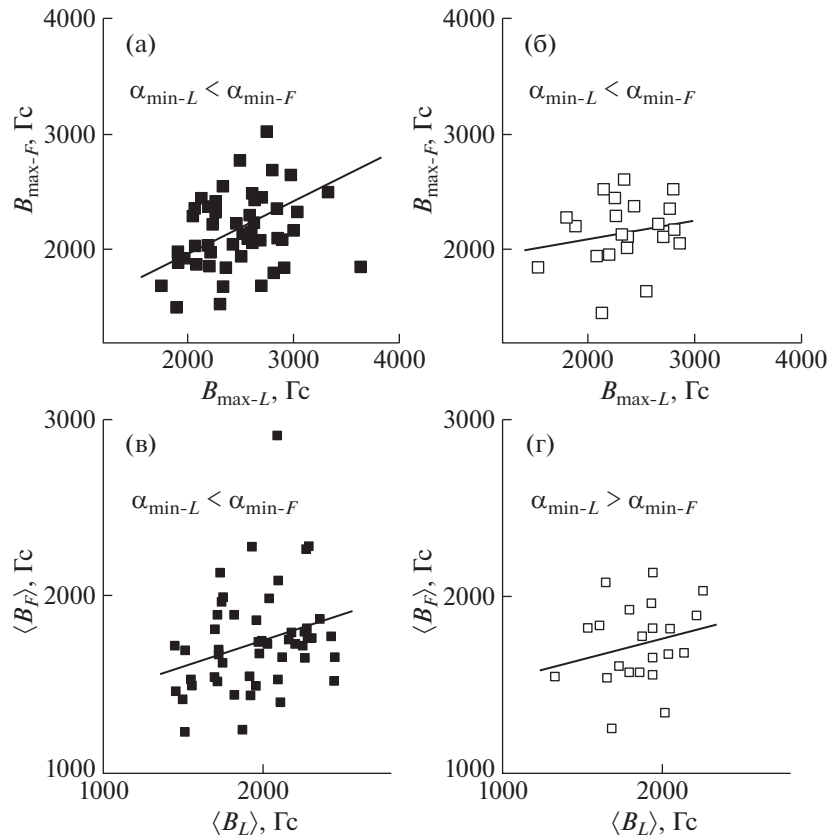 4000
(а)
α_min-L < α_min-F
3000
2000
B_max-F, Гс
2000
3000
4000
B_max-L, Гс
4000
(б)
α_min-L < α_min-F
3000
2000
B_max-F, Гс
2000
3000
4000
B_max-L, Гс
3000
(в)
α_min-L < α_min-F
2000
1000
⟨B_F⟩, Гс
1000
2000
⟨B_L⟩, Гс
3000
(г)
α_min-L > α_min-F
2000
1000
⟨B_F⟩, Гс
1000
2000
⟨B_L⟩, Гс